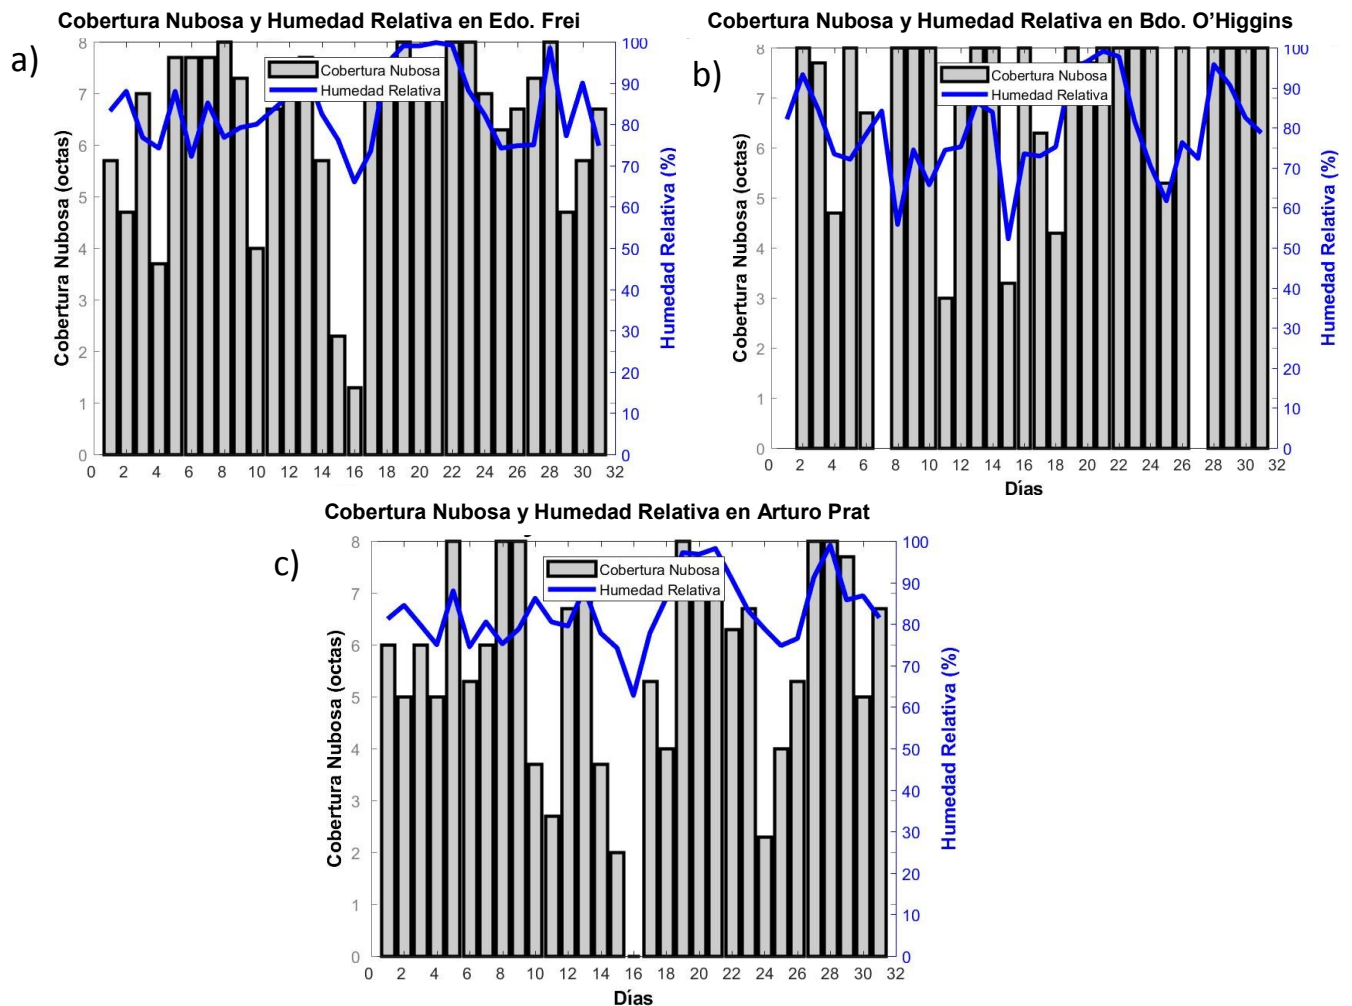 Cobertura Nubosa y Humedad Relativa en Edo. Frei
a)
Cobertura Nubosa (octas)
8
7
6
5
4
3
2
1
0
Cobertura Nubosa
Humedad Relativa
100
90
80
70
60
50
40
30
20
10
0
Humedad Relativa (%)
0 2 4 6 8 10 12 14 16 18 20 22 24 26 28 30 32
Cobertura Nubosa y Humedad Relativa en Bdo. O’Higgins
b)
Cobertura Nubosa (octas)
8
7
6
5
4
3
2
1
0
Cobertura Nubosa
Humedad Relativa
100
90
80
70
60
50
40
30
20
10
0
Humedad Relativa (%)
0 2 4 6 8 10 12 14 16 18 20 22 24 26 28 30 32
Días
Cobertura Nubosa y Humedad Relativa en Arturo Prat
c)
Cobertura Nubosa (octas)
8
7
6
5
4
3
2
1
0
Cobertura Nubosa
Humedad Relativa
100
90
80
70
60
50
40
30
20
10
0
Humedad Relativa (%)
0 2 4 6 8 10 12 14 16 18 20 22 24 26 28 30 32
Días